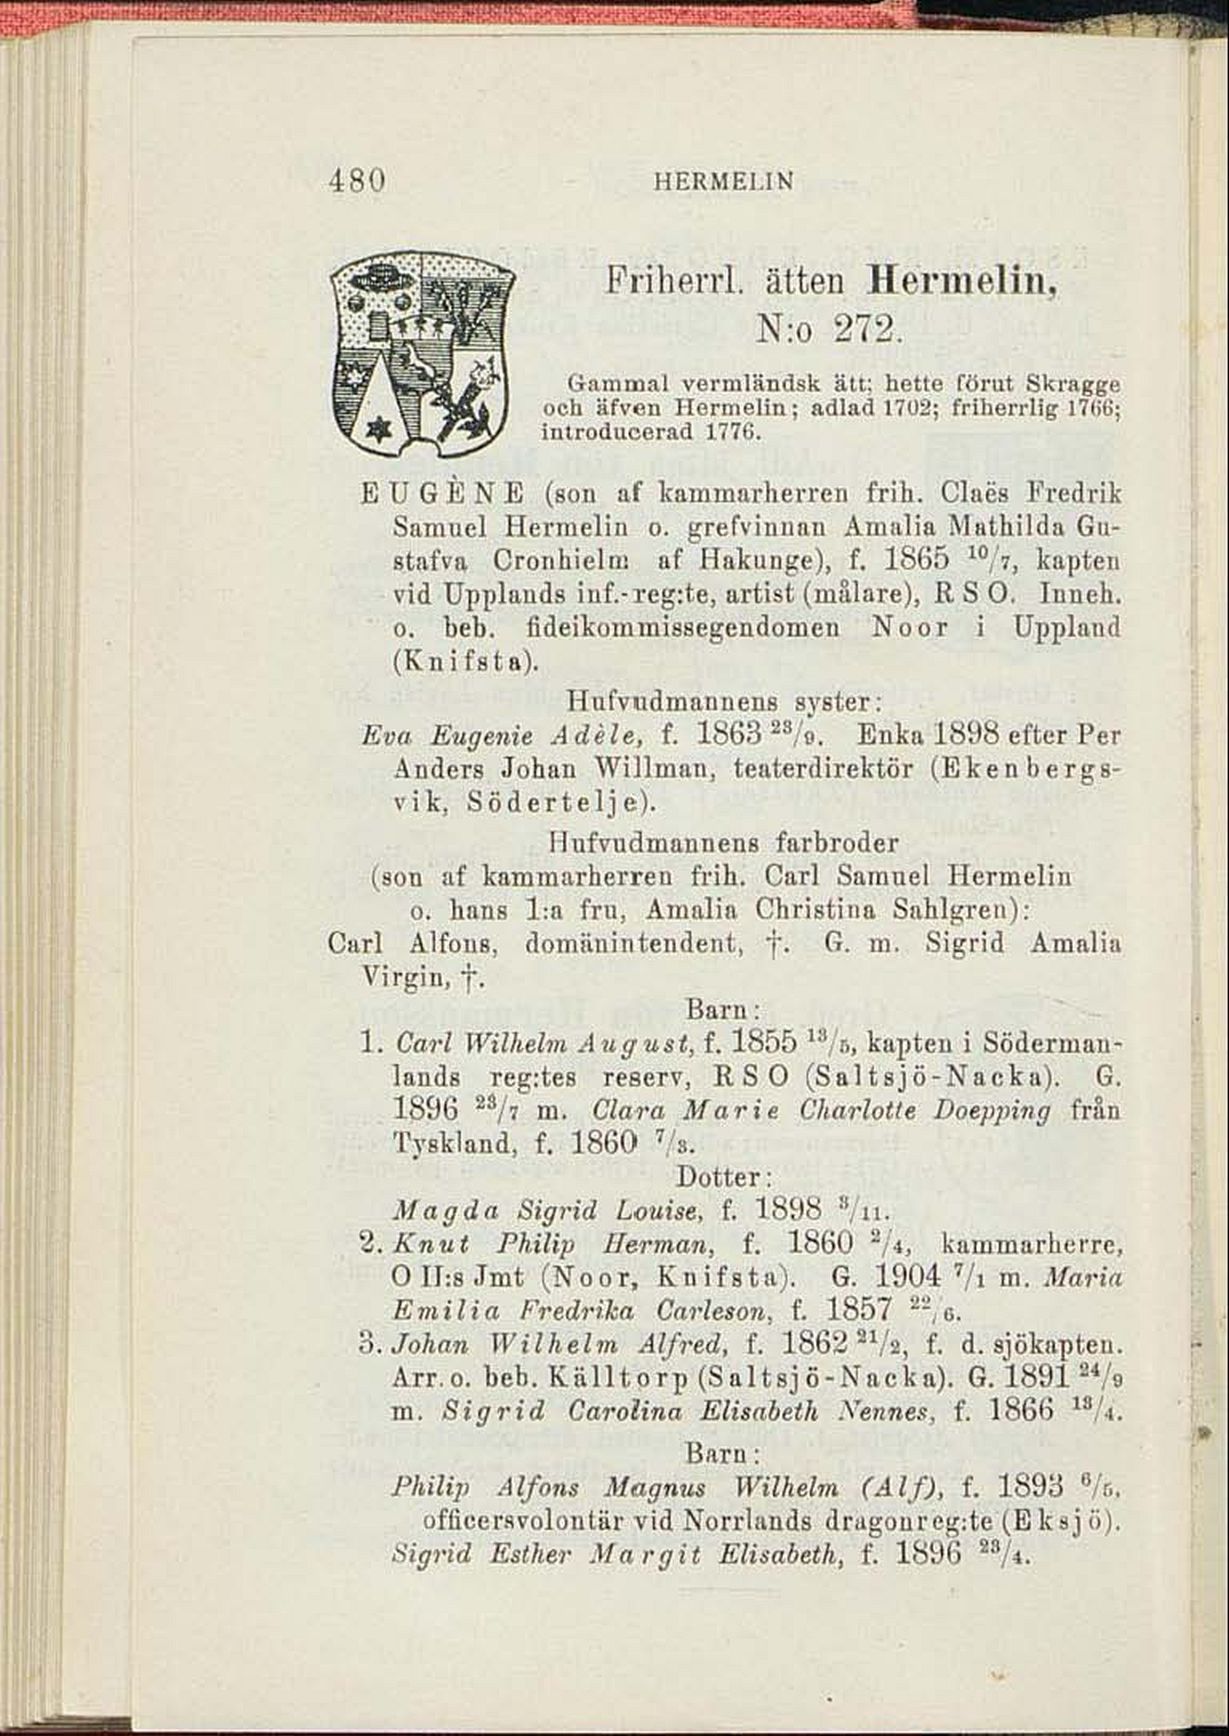 480
HERMELIN
Friherrl. ätten Hermelin,
N:o 272.
Gammal vermländsk ätt; hette förut Skragge
och äfven Hermelin; adlad 1702; friherrlig 1766;
introducerad 1776.
EUGÈNE (son af kammarherren frih. Claës Fredrik
Samuel Hermelin o. grefvinnan Amalia Mathilda Gu-
stafva Cronhielm af Hakunge), f. 1865 10/7, kapten
vid Upplands inf.-reg:te, artist (målare), R S O. Inneh.
o. beb. fideikommissegendomen Noor i Uppland
(Knifsta).
Hufvudmannens syster:
Eva Eugenie Adèle, f. 1863 23/9. Enka 1898 efter Per
Anders Johan Willman, teaterdirektör (Ekenbergs-
vik, Södertelje).
Hufvudmannens farbroder
(son af kammarherren frih. Carl Samuel Hermelin
o. hans 1:a fru, Amalia Christina Sahlgren):
Carl Alfons, domänintendent, †. G. m. Sigrid Amalia
Virgin, †.
Barn:
1. Carl Wilhelm August, f. 1855 13/5, kapten i Söderman-
lands reg:tes reserv, R S O (Saltsjö-Nacka). G.
1896 23/7 m. Clara Marie Charlotte Doepping från
Tyskland, f. 1860 7/3.
Dotter:
Magda Sigrid Louise, f. 1898 3/11.
2. Knut Philip Herman, f. 1860 2/4, kammarherre,
O II:s Jmt (Noor, Knifsta). G. 1904 7/1 m. Maria
Emilia Fredrika Carleson, f. 1857 22/6.
3. Johan Wilhelm Alfred, f. 1862 21/2, f. d. sjökapten.
Arr. o. beb. Källtorp (Saltsjö-Nacka). G. 1891 24/9
m. Sigrid Carolina Elisabeth Nennes, f. 1866 13/4.
Barn:
Philip Alfons Magnus Wilhelm (Alf), f. 1893 6/5,
officersvolontär vid Norrlands dragonreg:te (Eksjö).
Sigrid Esther Margit Elisabeth, f. 1896 23/4.